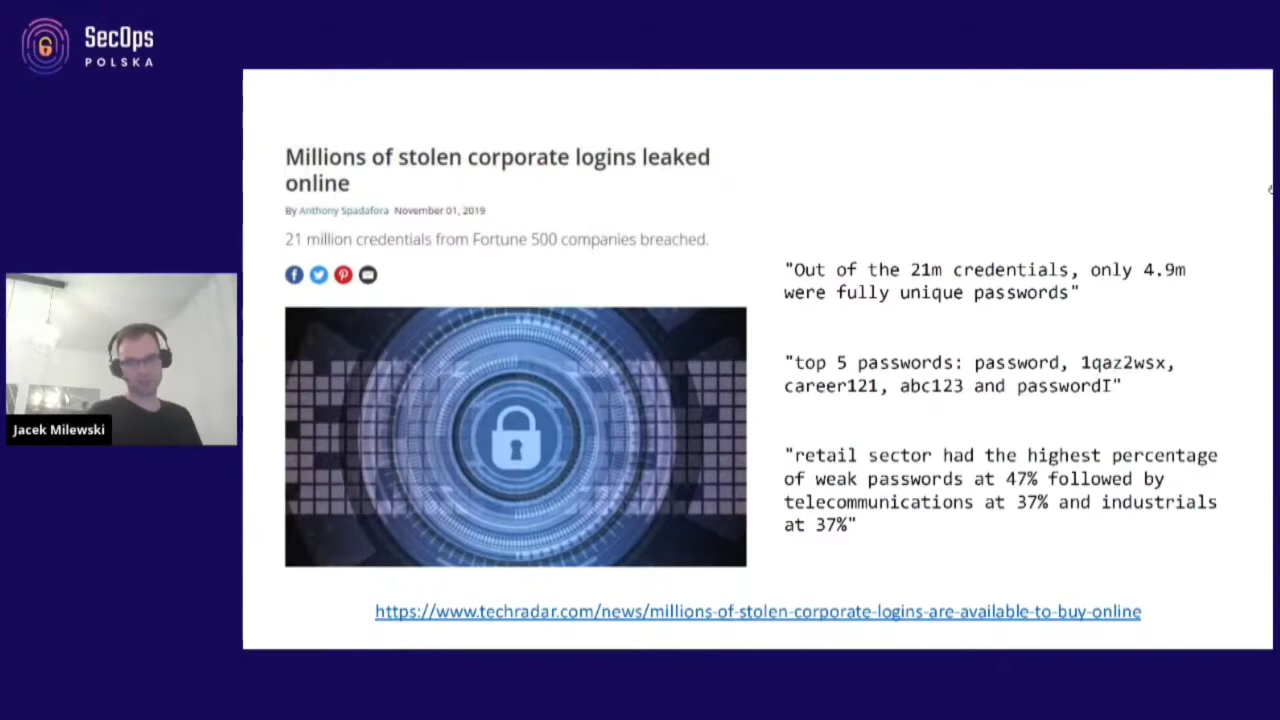 SecOps
POLSKA
Millions of stolen corporate logins leaked
online
By Anthony Spadafora November 01, 2019
21 million credentials from Fortune 500 companies breached.
"Out of the 21m credentials, only 4.9m
were fully unique passwords"
"top 5 passwords: password, 1qaz2wsx,
career121, abc123 and passwordI"
"retail sector had the highest percentage
of weak passwords at 47% followed by
telecommunications at 37% and industrials
at 37%"
Jacek Milewski
https://www.techradar.com/news/millions-of-stolen-corporate-logins-are-available-to-buy-online